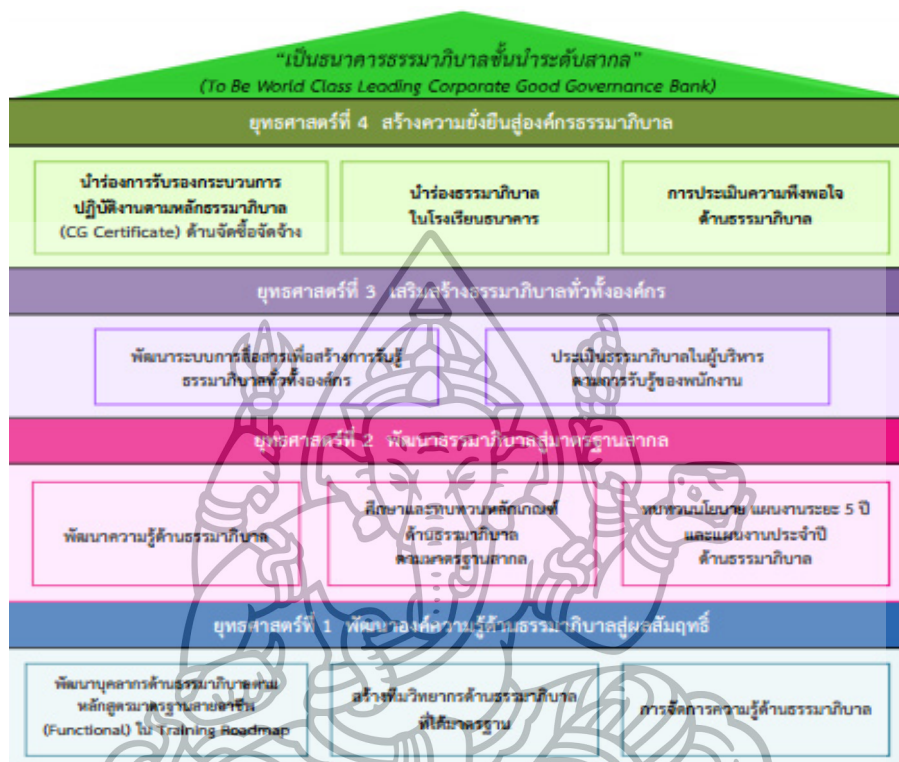 “เป็นธนาคารธรรมาภิบาลชั้นนำระดับสากล”
(To Be World Class Leading Corporate Good Governance Bank)
ยุทธศาสตร์ที่ 4 สร้างความยั่งยืนสู่องค์กรธรรมาภิบาล
นำร่องการรับรองกระบวนการ
ปฏิบัติงานตามหลักธรรมาภิบาล
(CG Certificate) ด้านจัดซื้อจัดจ้าง
นำร่องธรรมาภิบาล
ในโรงเรียนธนาคาร
การประเมินความพึงพอใจ
ด้านธรรมาภิบาล
ยุทธศาสตร์ที่ 3 เสริมสร้างธรรมาภิบาลทั่วทั้งองค์กร
พัฒนาระบบการสื่อสารเพื่อสร้างการรับรู้
ธรรมาภิบาลทั่วทั้งองค์กร
ประเมินธรรมาภิบาลในผู้บริหาร
ตามการรับรู้ของพนักงาน
ยุทธศาสตร์ที่ 2 พัฒนาธรรมาภิบาลสู่มาตรฐานสากล
พัฒนาความรู้ด้านธรรมาภิบาล
ศึกษาและทบทวนหลักเกณฑ์
ด้านธรรมาภิบาล
ตามมาตรฐานสากล
ทบทวนนโยบาย แผนงานระยะ 5 ปี
และแผนงานประจำปี
ด้านธรรมาภิบาล
ยุทธศาสตร์ที่ 1 พัฒนาองค์ความรู้ด้านธรรมาภิบาลสู่ผลสัมฤทธิ์
พัฒนาบุคลากรด้านธรรมาภิบาลตาม
หลักสูตรมาตรฐานสายอาชีพ
(Functional) ใน Training Roadmap
สร้างทีมวิทยากรด้านธรรมาภิบาล
ที่ได้มาตรฐาน
การจัดการความรู้ด้านธรรมาภิบาล